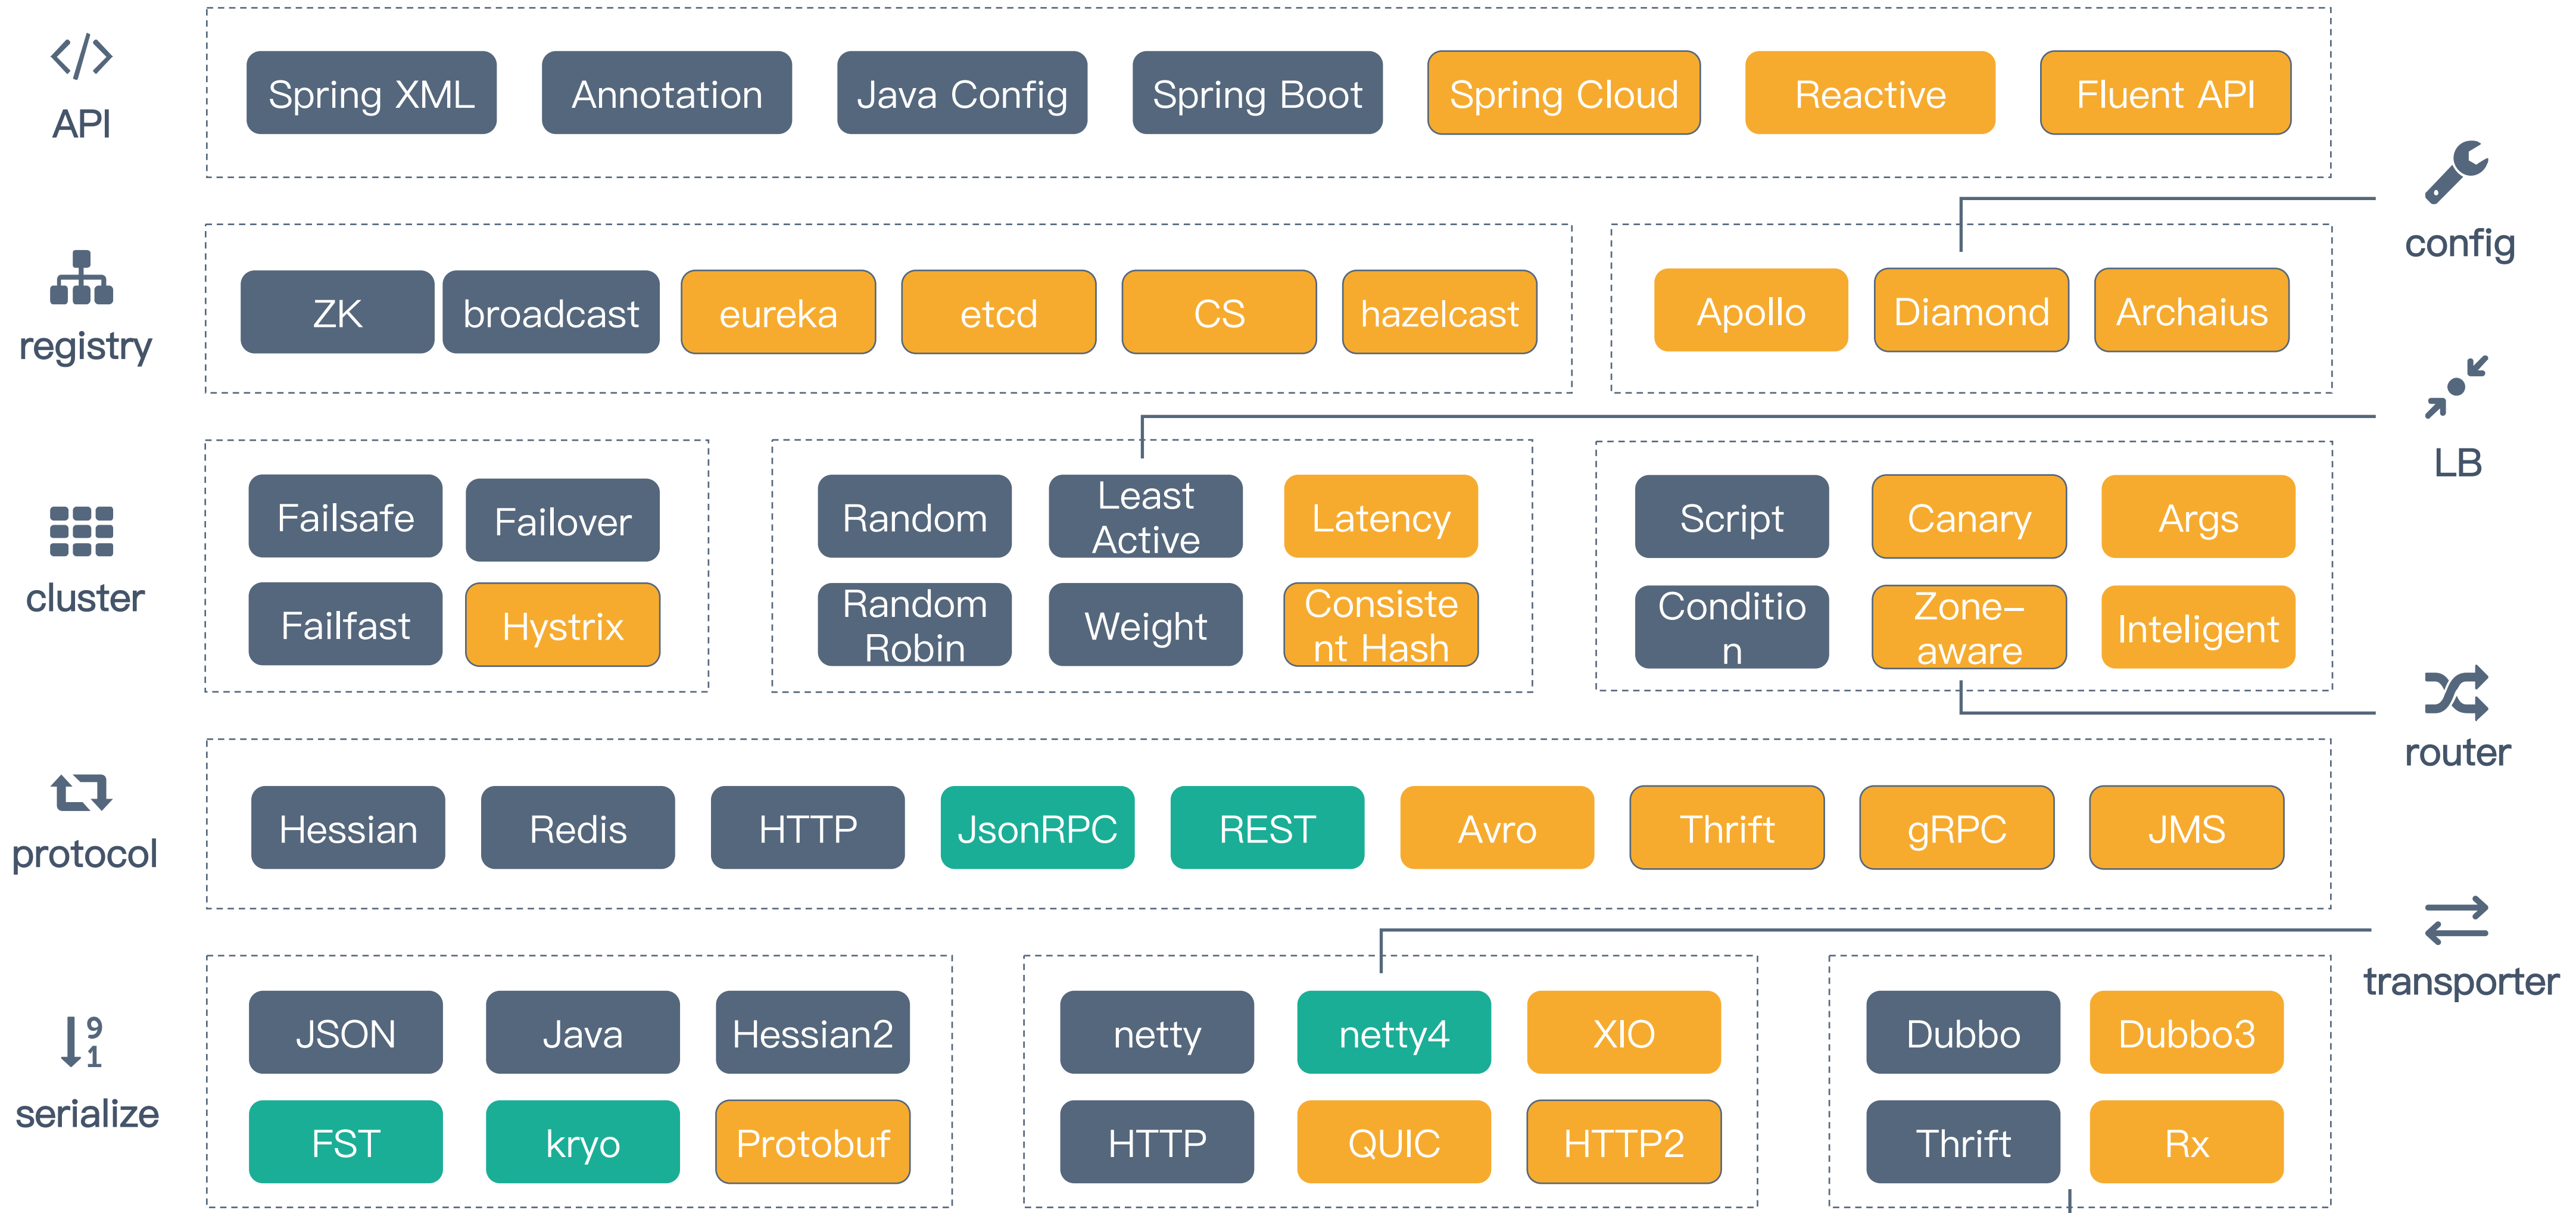 API
Spring XML
Annotation
Java Config
Spring Boot
Spring Cloud
Reactive
Fluent API
config
registry
ZK
broadcast
eureka
etcd
CS
hazelcast
Apollo
Diamond
Archaius
LB
cluster
Failsafe
Failover
Failfast
Hystrix
Random
Least
Active
Latency
Random
Robin
Weight
Consiste
nt Hash
Script
Canary
Args
Conditio
n
Zone-
aware
Inteligent
router
protocol
Hessian
Redis
HTTP
JsonRPC
REST
Avro
Thrift
gRPC
JMS
transporter
9
1
serialize
JSON
Java
Hessian2
FST
kryo
Protobuf
netty
netty4
XIO
HTTP
QUIC
HTTP2
Dubbo
Dubbo3
Thrift
Rx